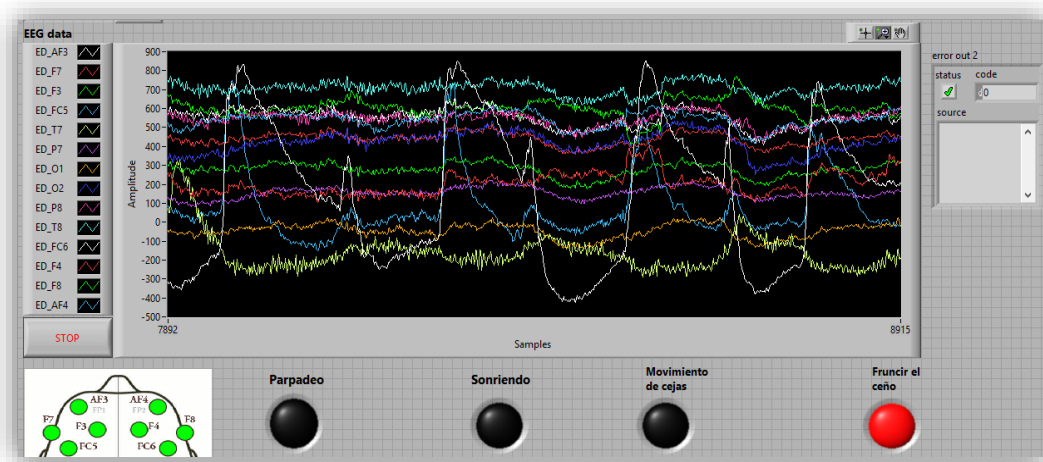 EEG data
ED_AF3
ED_F7
ED_F3
ED_FC5
ED_T7
ED_P7
ED_O1
ED_O2
ED_P8
ED_T8
ED_FC6
ED_F4
ED_F8
ED_AF4
STOP
Amplitude
900
800
700
600
500
400
300
200
100
0
-100
-200
-300
-400
-500
7892
8915
Samples
error out 2
status code
0
source
Parpadeo
Sonriendo
Movimiento
de cejas
Fruncir el
ceño
AF3 AF4
FP1 FP2
F7 F3 F4 F8
FC5 FC6